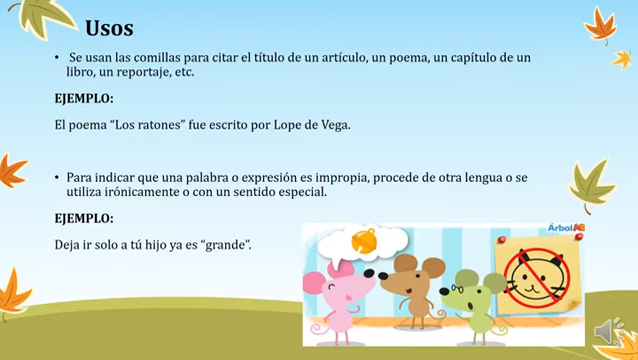 Usos
• Se usan las comillas para citar el título de un artículo, un poema, un capítulo de un
libro, un reportaje, etc.
EJEMPLO:
El poema “Los ratones” fue escrito por Lope de Vega.
• Para indicar que una palabra o expresión es impropia, procede de otra lengua o se
utiliza irónicamente o con un sentido especial.
EJEMPLO:
Deja ir solo a tú hijo ya es “grande”.
ÁrbolAB